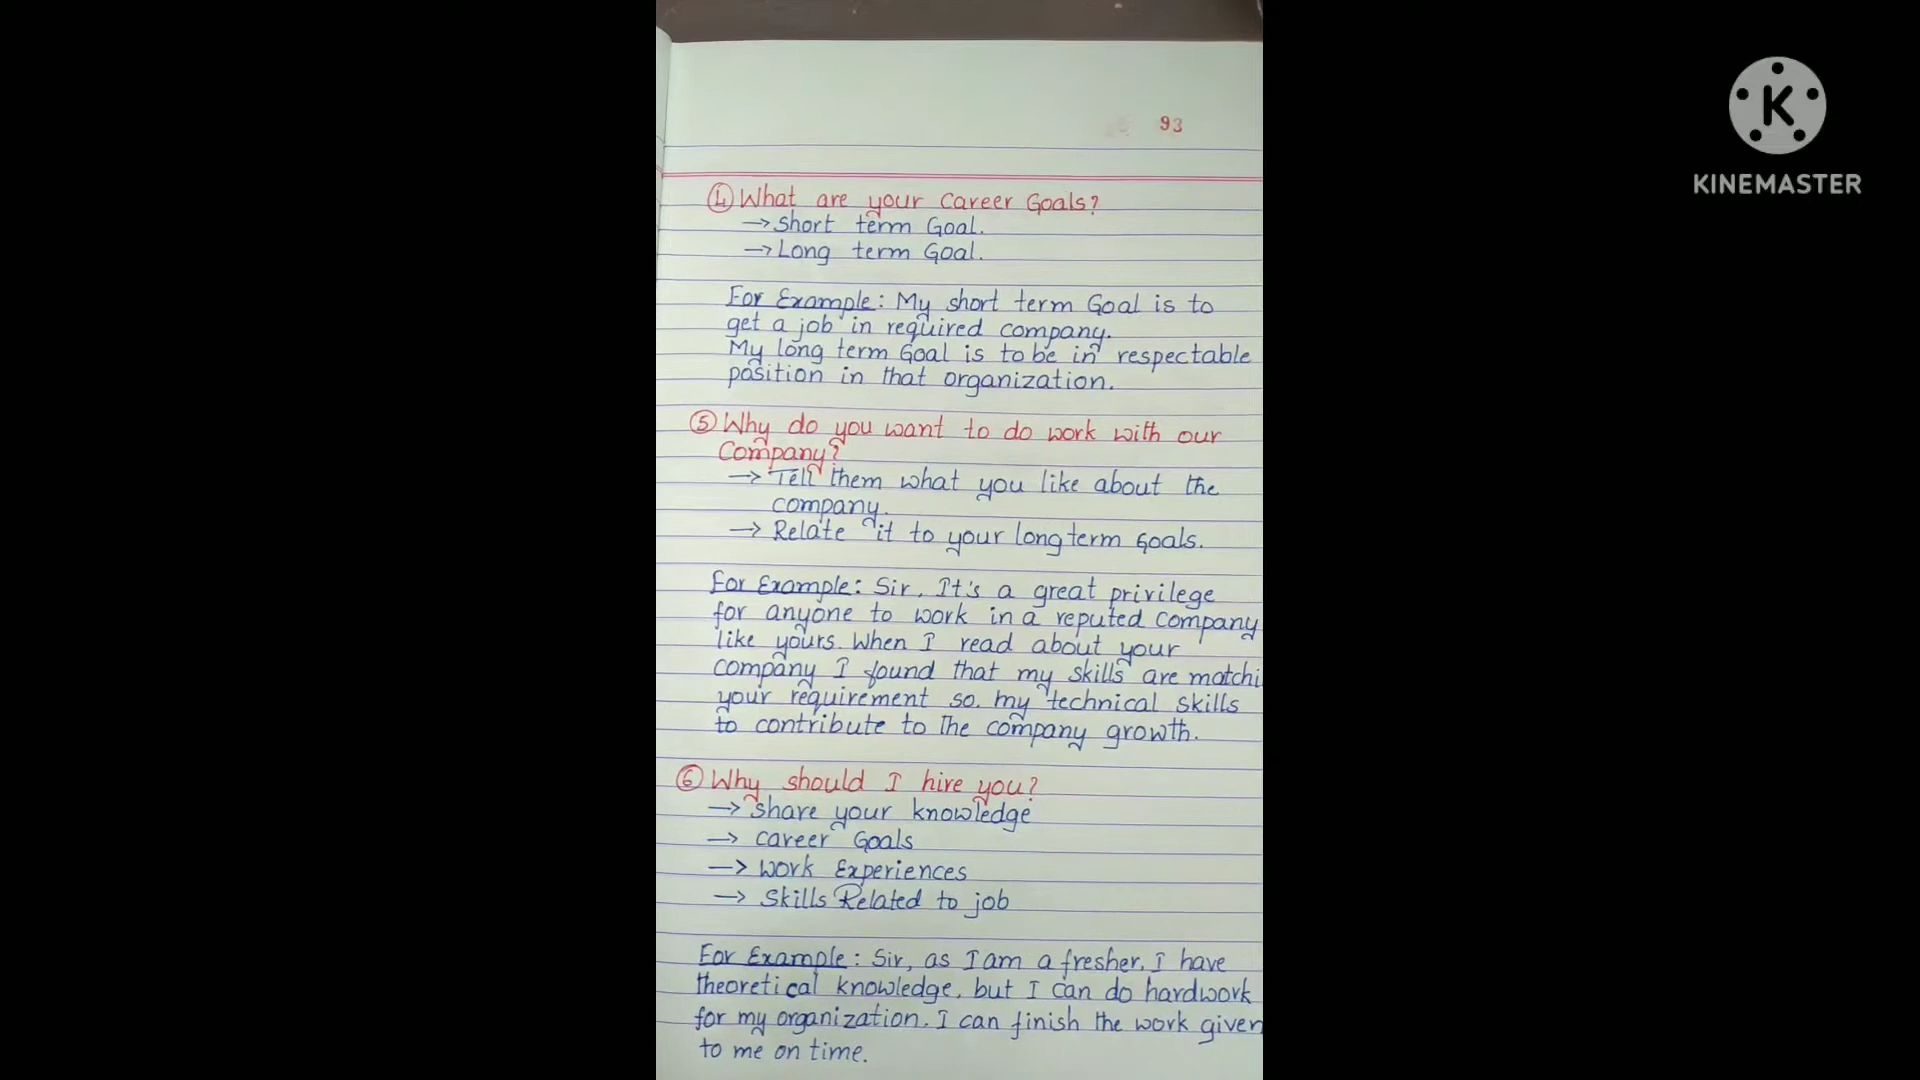 93
④ What are your Career Goals?
→ Short term Goal.
→ Long term Goal.
For Example: My short term Goal is to
get a job in required company.
My long term Goal is to be in respectable
position in that organization.
⑤ Why do you want to do work with our
Company?
→ Tell them what you like about the
company.
→ Relate it to your long term Goals.
For Example: Sir, It's a great privilege
for anyone to work in a reputed company
like yours. When I read about your
company I found that my skills are matchi
your requirement so. my technical skills
to contribute to the company growth.
⑥ Why should I hire you?
→ share your knowledge
→ career Goals
→ Work Experiences
→ Skills Related to job
For Example: Sir, as I am a fresher, I have
theoretical knowledge, but I can do hardwork
for my organization. I can finish the work given
to me on time.
K
KINEMASTER